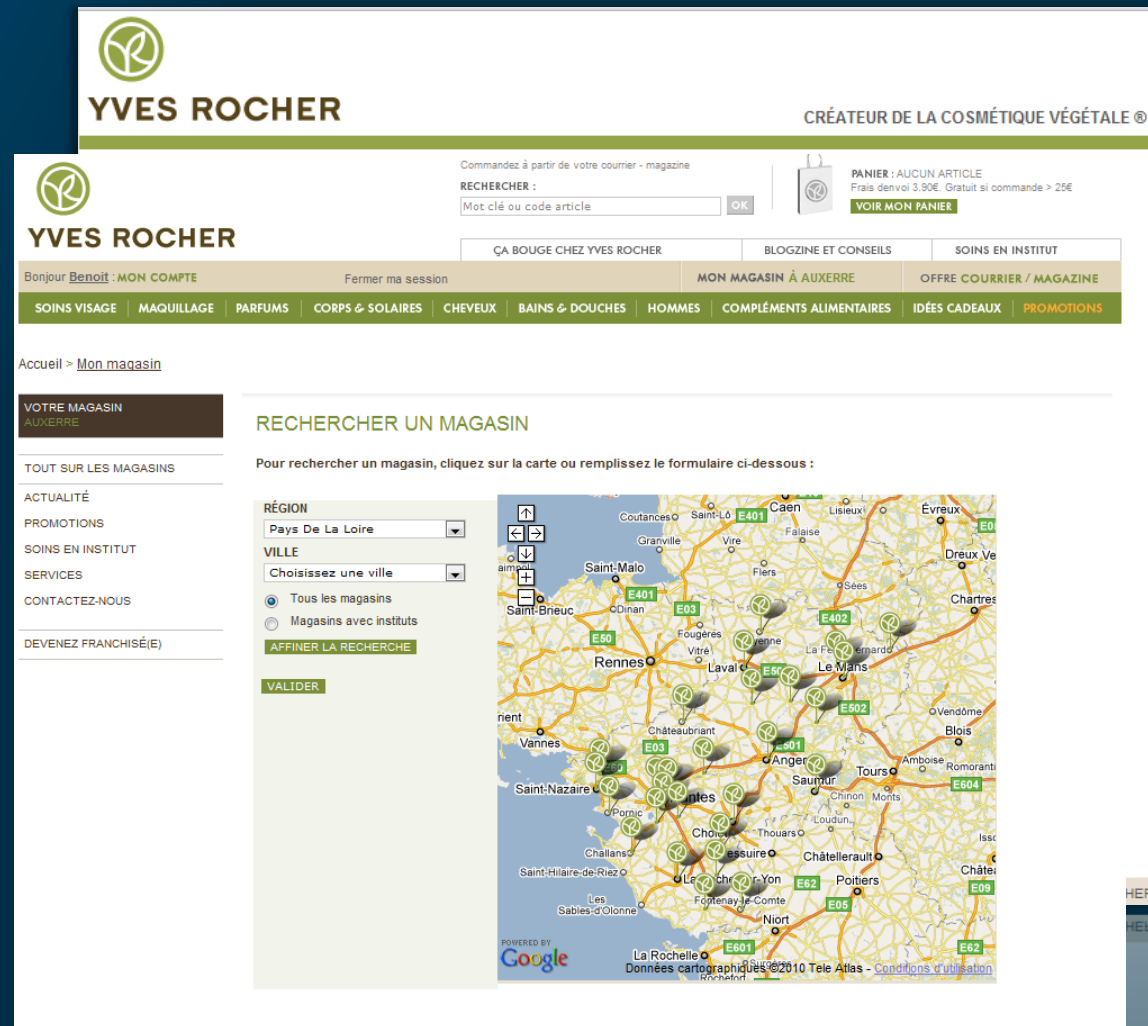 YVES ROCHER
CRÉATEUR DE LA COSMÉTIQUE VÉGÉTALE ®
YVES ROCHER
Commandez à partir de votre courrier - magazine
RECHERCHER :
Mot clé ou code article
OK
PANIER : AUCUN ARTICLE
Frais denvoi 3.90€. Gratuit si commande > 25€
VOIR MON PANIER
ÇA BOUGE CHEZ YVES ROCHER
BLOGZINE ET CONSEILS
SOINS EN INSTITUT
Bonjour Benoit : MON COMPTE
Fermer ma session
MON MAGASIN À AUXERRE
OFFRE COURRIER / MAGAZINE
SOINS VISAGE
MAQUILLAGE
PARFUMS
CORPS & SOLAIRES
CHEVEUX
BAINS & DOUCHES
HOMMES
COMPLÉMENTS ALIMENTAIRES
IDÉES CADEAUX
PROMOTIONS
Accueil > Mon magasin
VOTRE MAGASIN
AUXERRE
TOUT SUR LES MAGASINS
ACTUALITÉ
PROMOTIONS
SOINS EN INSTITUT
SERVICES
CONTACTEZ-NOUS
DEVENEZ FRANCHISÉ(E)
RECHERCHER UN MAGASIN
Pour rechercher un magasin, cliquez sur la carte ou remplissez le formulaire ci-dessous :
RÉGION
Pays De La Loire
VILLE
Choisissez une ville
Tous les magasins
Magasins avec instituts
AFFINER LA RECHERCHE
VALIDER
Coutances
Saint-Lô
E401
Caen
Lisieux
Évreux
Granville
Vire
Falaise
Dreux
Saint-Malo
Flers
Sées
Chartres
E401
Saint-Brieuc
Dinan
E03
E402
E50
Fougères
Vitré
Rennes
Laval
Le Mans
E502
Vendôme
Châteaubriant
Blois
Vannes
E03
E501
Amboise
Saumur
Tours
Saint-Nazaire
Chinon
E604
Pornic
Loudun
Thouars
Challans
Châtellerault
Saint-Hilaire-de-Riez
E62
Poitiers
E09
Les
Sables-d'Olonne
Fontenay-le-Comte
E05
Niort
POWERED BY
Google
La Rochelle
E601
E62
Données cartographiques ©2010 Tele Atlas - Conditions d'utilisation
Rochefort